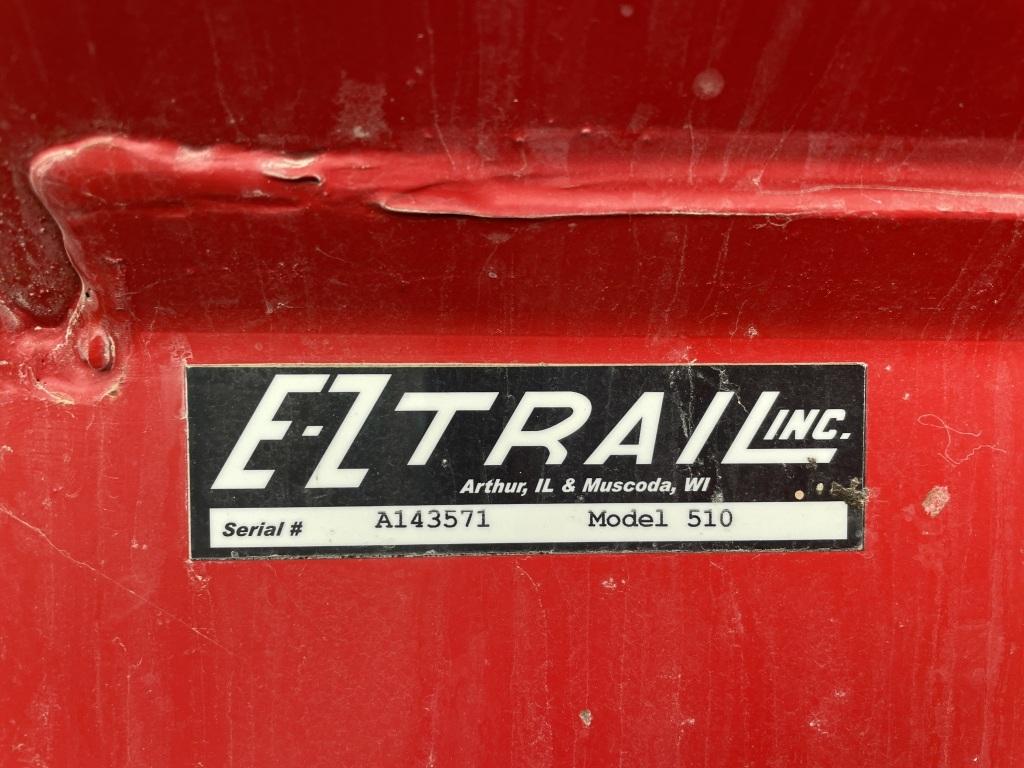 E-Z TRAIL INC.
Arthur, IL & Muscoda, WI
Serial # A143571 Model 510